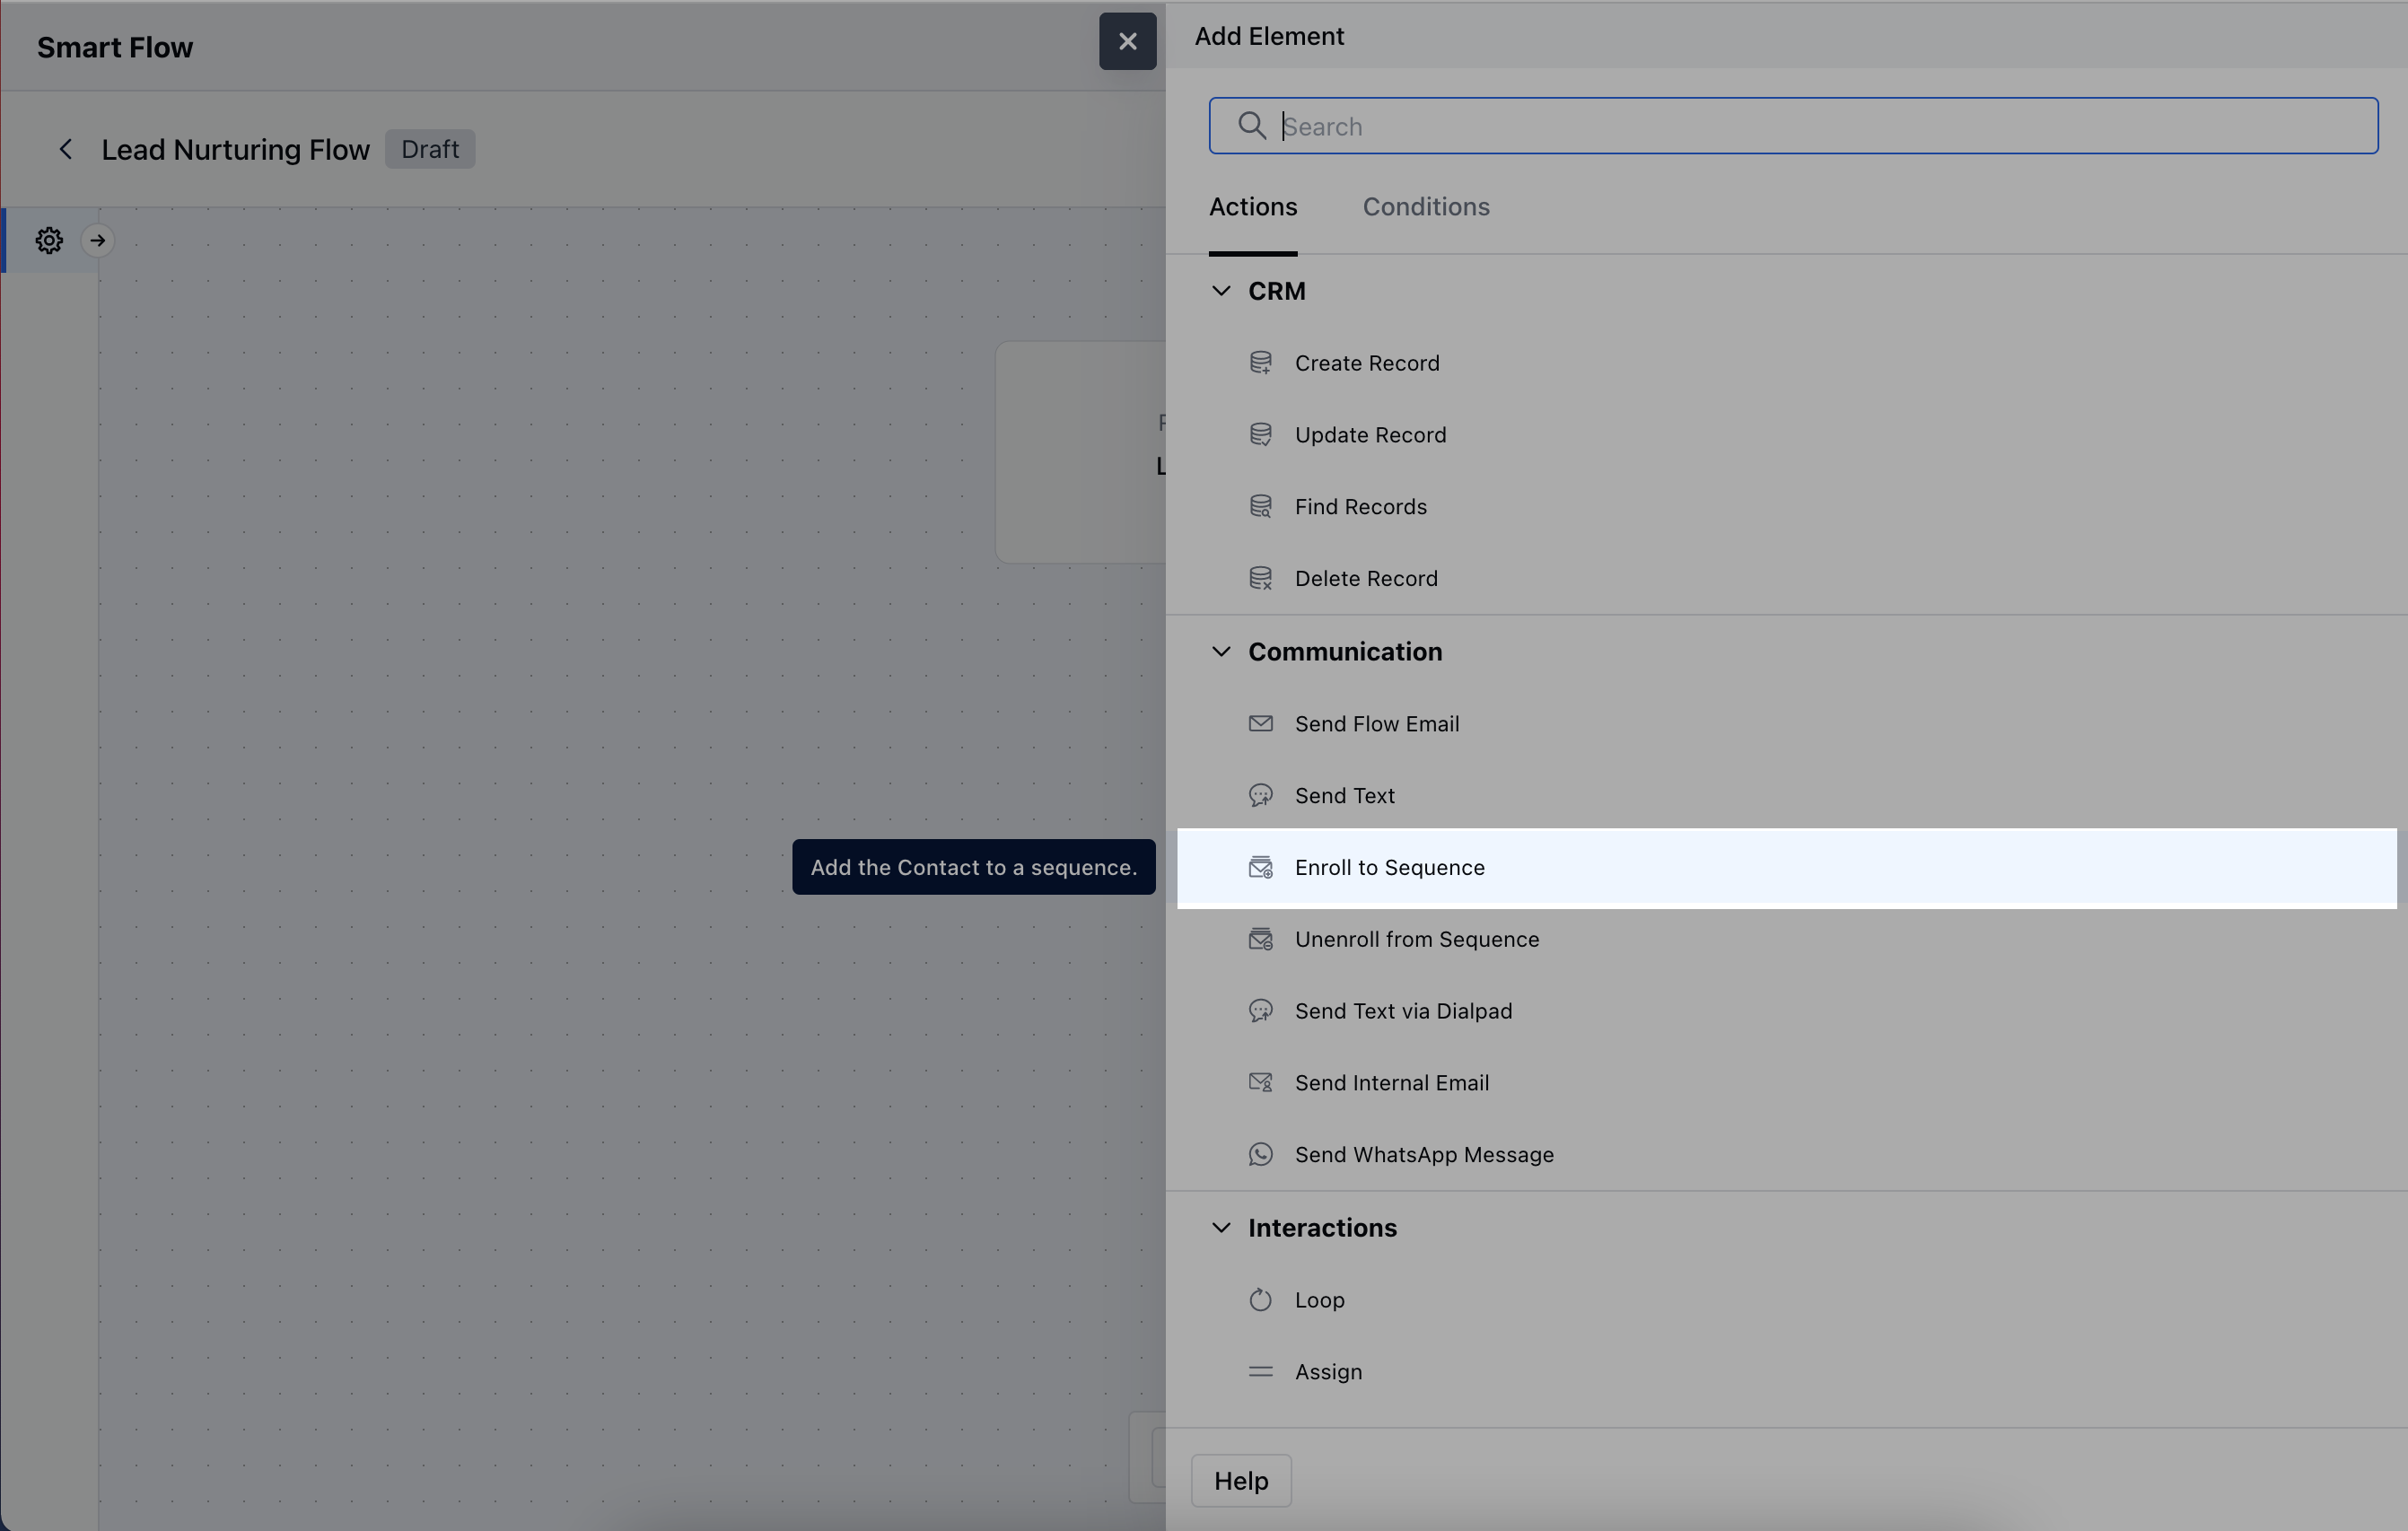 Smart Flow
Lead Nurturing Flow
Draft
Add the Contact to a sequence.
Add Element
Search
Actions
Conditions
CRM
Create Record
Update Record
Find Records
Delete Record
Communication
Send Flow Email
Send Text
Enroll to Sequence
Unenroll from Sequence
Send Text via Dialpad
Send Internal Email
Send WhatsApp Message
Interactions
Loop
Assign
Help